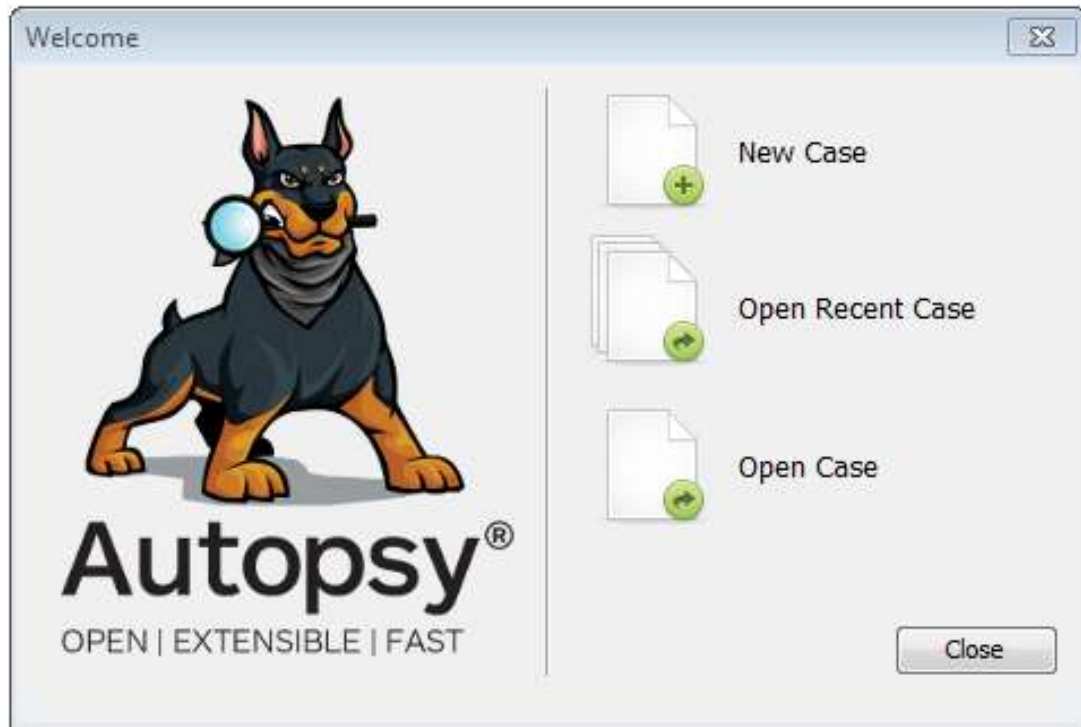 Welcome
New Case
Open Recent Case
Open Case
Autopsy®
OPEN | EXTENSIBLE | FAST
Close